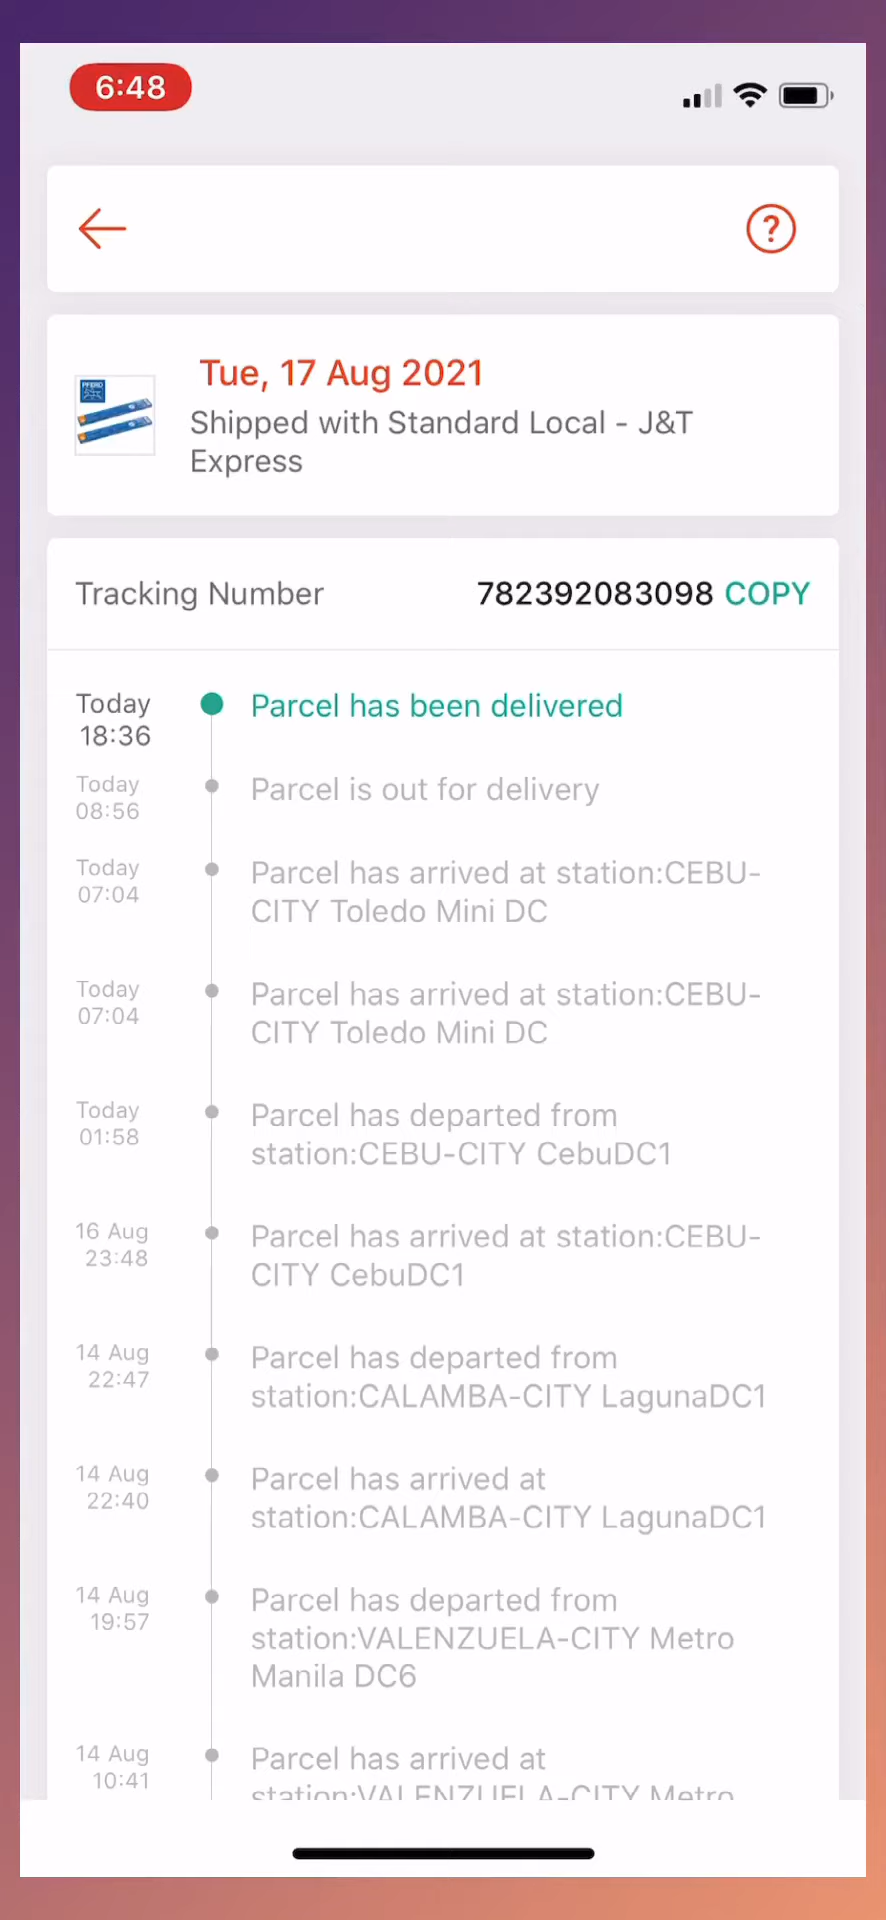 6:48
?
Tue, 17 Aug 2021
PFERD
Shipped with Standard Local - J&T
Express
Tracking Number 782392083098 COPY
Today
18:36
Parcel has been delivered
Today
08:56
Parcel is out for delivery
Today
07:04
Parcel has arrived at station:CEBU-
CITY Toledo Mini DC
Today
07:04
Parcel has arrived at station:CEBU-
CITY Toledo Mini DC
Today
01:58
Parcel has departed from
station:CEBU-CITY CebuDC1
16 Aug
23:48
Parcel has arrived at station:CEBU-
CITY CebuDC1
14 Aug
22:47
Parcel has departed from
station:CALAMBA-CITY LagunaDC1
14 Aug
22:40
Parcel has arrived at
station:CALAMBA-CITY LagunaDC1
14 Aug
19:57
Parcel has departed from
station:VALENZUELA-CITY Metro
Manila DC6
14 Aug
10:41
Parcel has arrived at
station:VALENZUELA-CITY Metro